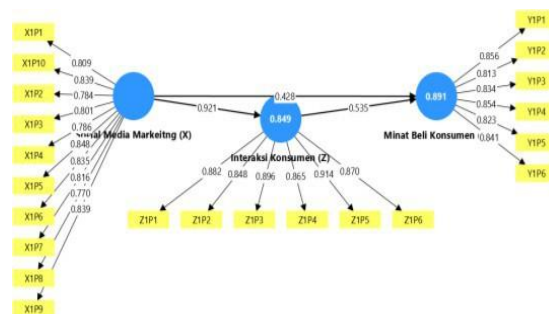 X1P1
X1P10
X1P2
X1P3
X1P4
X1P5
X1P6
X1P7
X1P8
X1P9
0.809
0.839
0.784
0.801
0.786
0.848
0.835
0.816
0.770
0.839
Media Markeitng (X)
0.921
0.428
0.849
Interaksi Konsumen (Z)
0.535
0.882
0.848
0.896
0.865
0.914
0.870
Z1P1
Z1P2
Z1P3
Z1P4
Z1P5
Z1P6
0.891
Minat Beli Konsumen
0.856
0.813
0.834
0.854
0.823
0.841
Y1P1
Y1P2
Y1P3
Y1P4
Y1P5
Y1P6